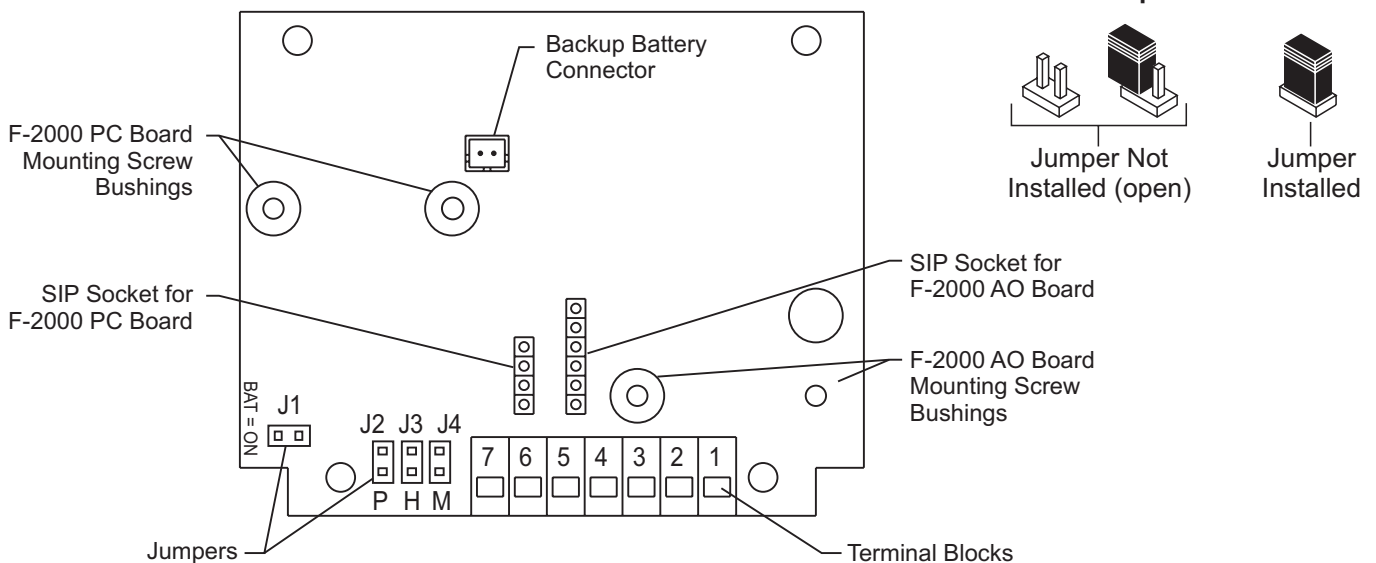 Backup Battery
Connector
F-2000 PC Board
Mounting Screw
Bushings
Jumper Not
Installed (open)
Jumper
Installed
SIP Socket for
F-2000 PC Board
SIP Socket for
F-2000 AO Board
F-2000 AO Board
Mounting Screw
Bushings
BAT = ON
J1
J2 J3 J4
P H M
7 6 5 4 3 2 1
Jumpers
Terminal Blocks